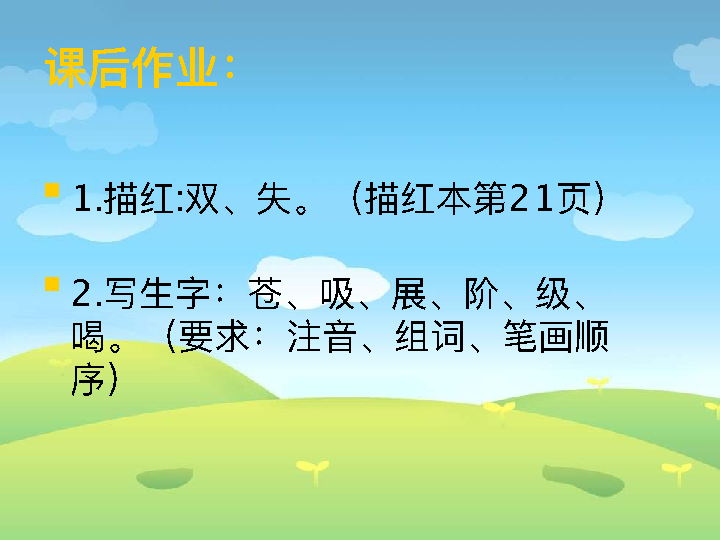 课后作业：
1.描红:双、失。（描红本第21页）
2.写生字：苍、吸、展、阶、级、
喝。（要求：注音、组词、笔画顺
序）